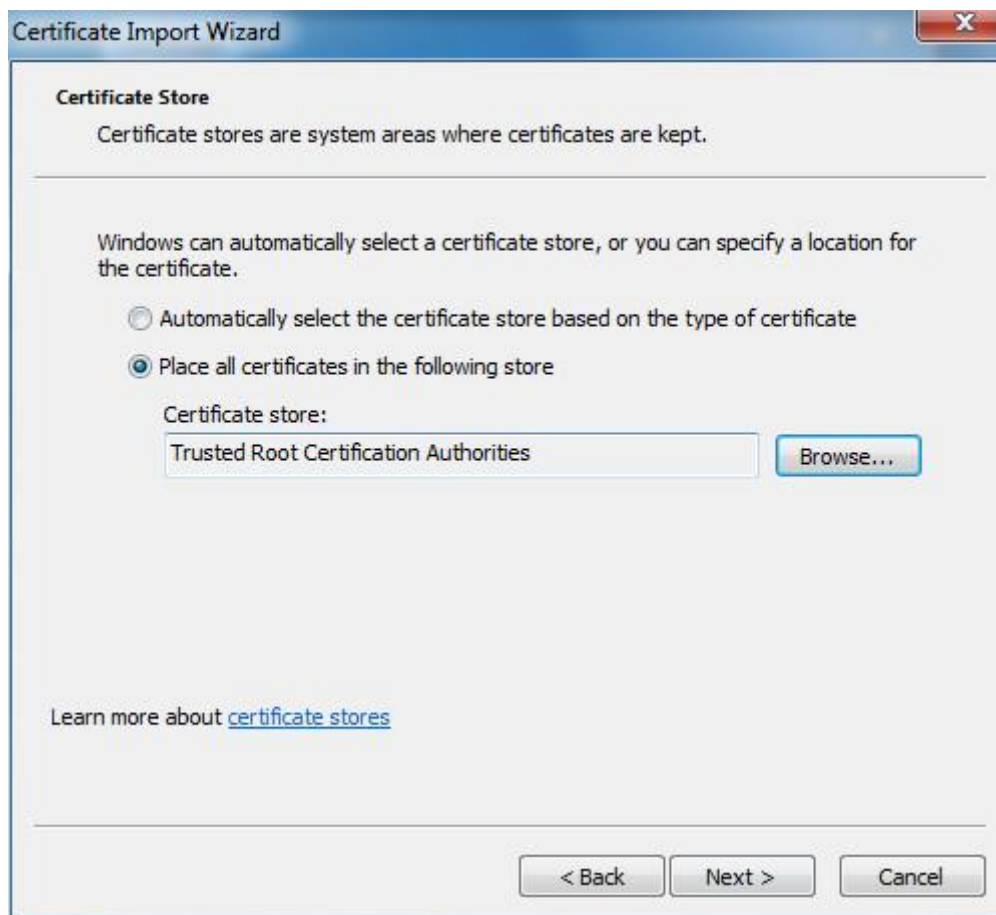 Certificate Import Wizard
X
Certificate Store
Certificate stores are system areas where certificates are kept.
Windows can automatically select a certificate store, or you can specify a location for
the certificate.
Automatically select the certificate store based on the type of certificate
Place all certificates in the following store
Certificate store:
Trusted Root Certification Authorities
Browse...
Learn more about certificate stores
< Back
Next >
Cancel